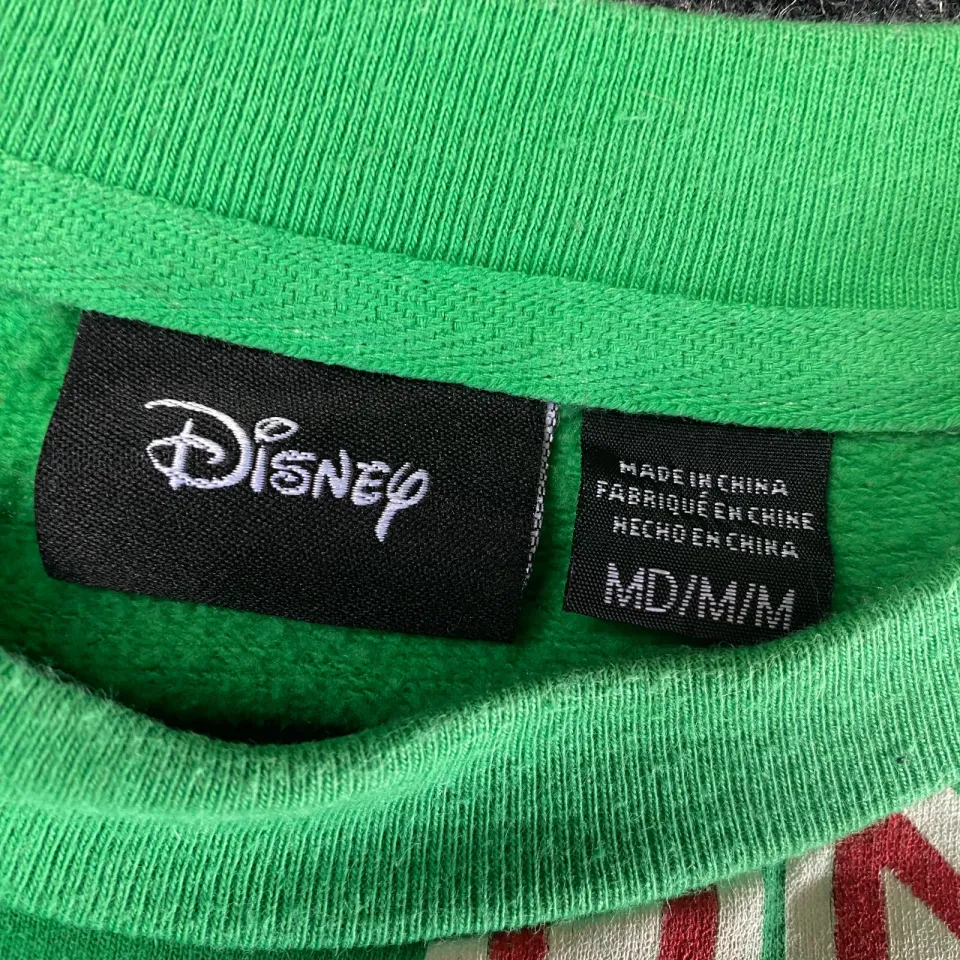 Disney
MADE IN CHINA
FABRIQUÉ EN CHINE
HECHO EN CHINA
MD/M/M